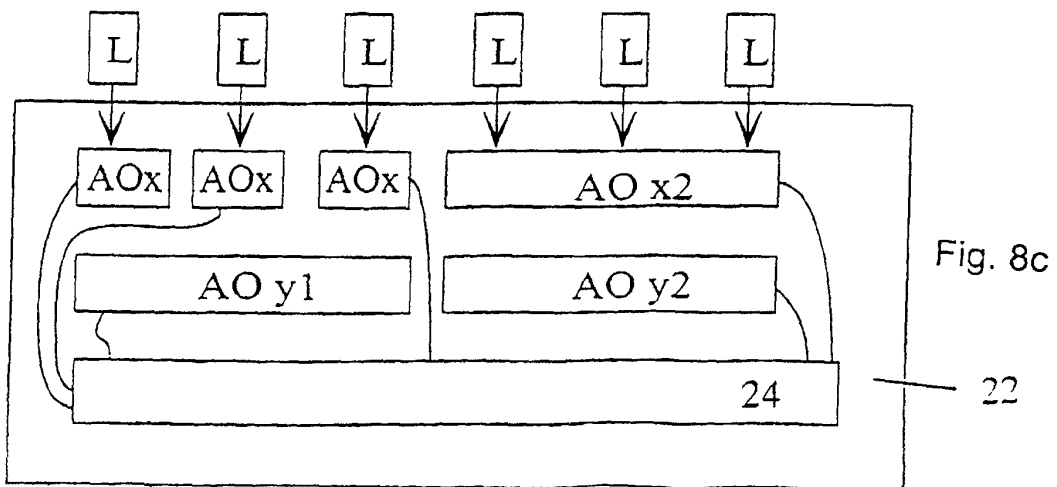 L L L L L L
AOx AOx AOx AO x2
AO y1 AO y2
Fig. 8c
24 22